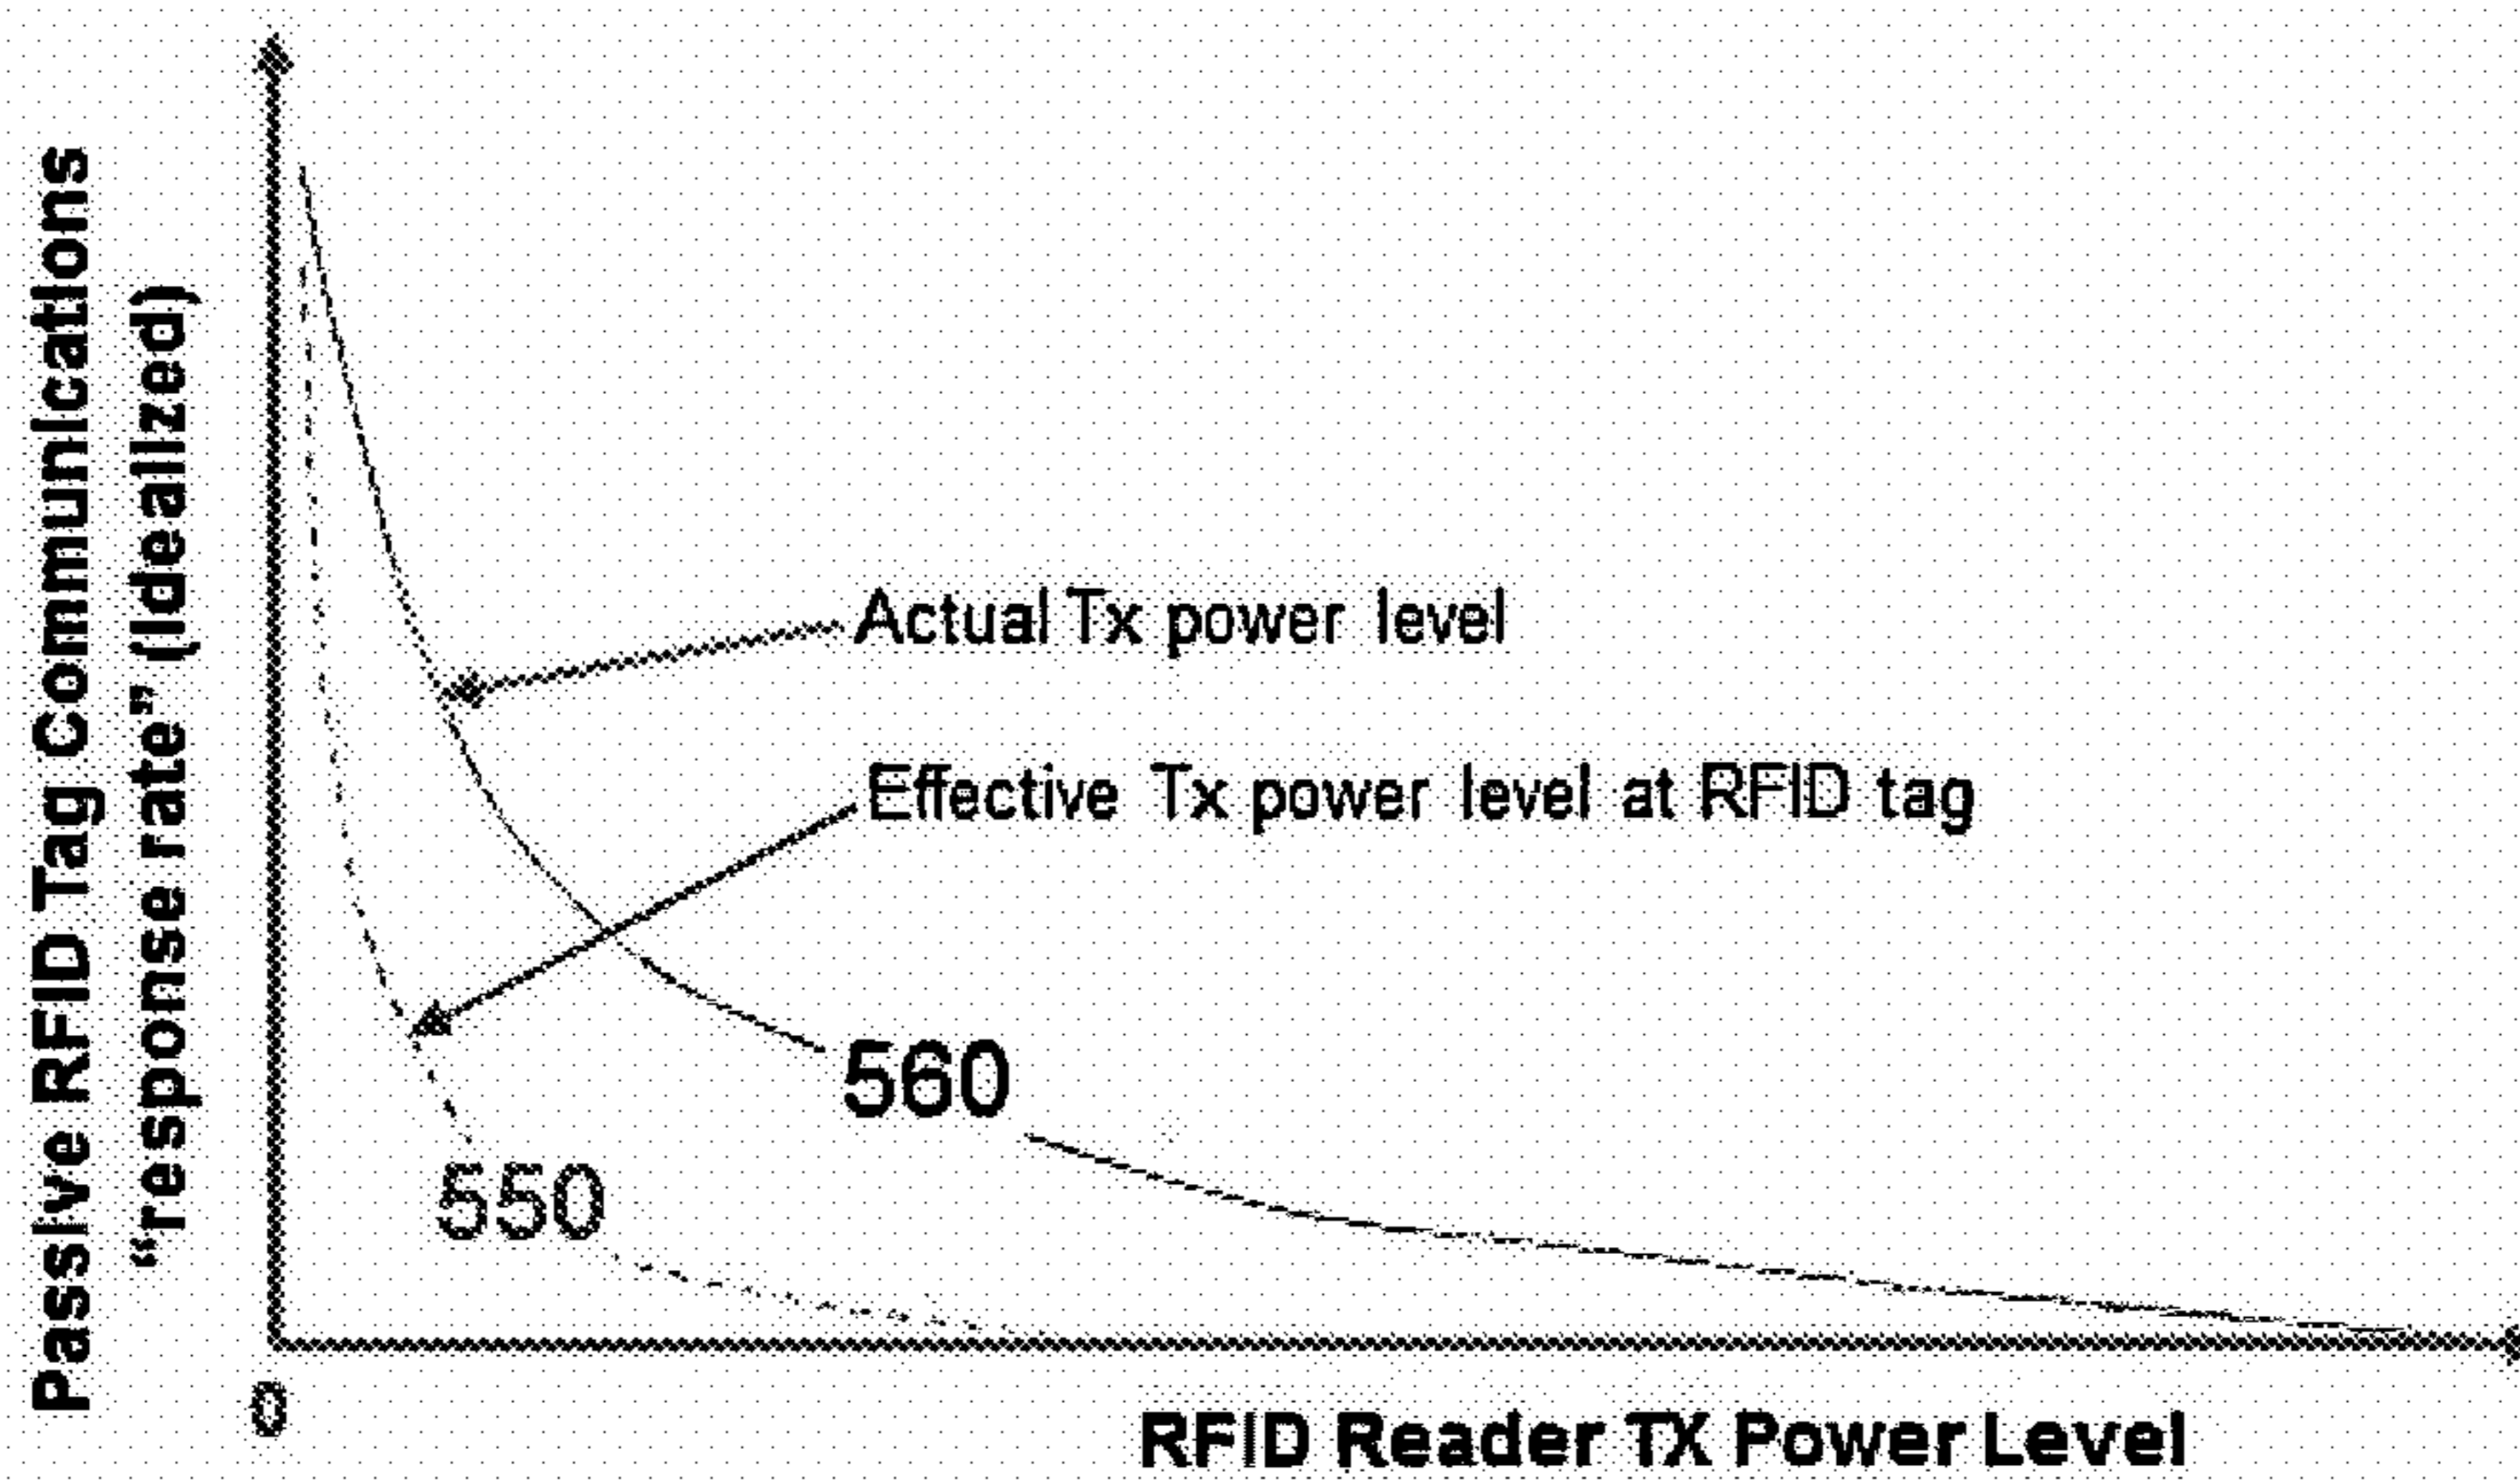 Passive RFID Tag Communications
“response rate” (Idealized)
Actual Tx power level
Effective Tx power level at RFID tag
560
550
0
RFID Reader TX Power Level